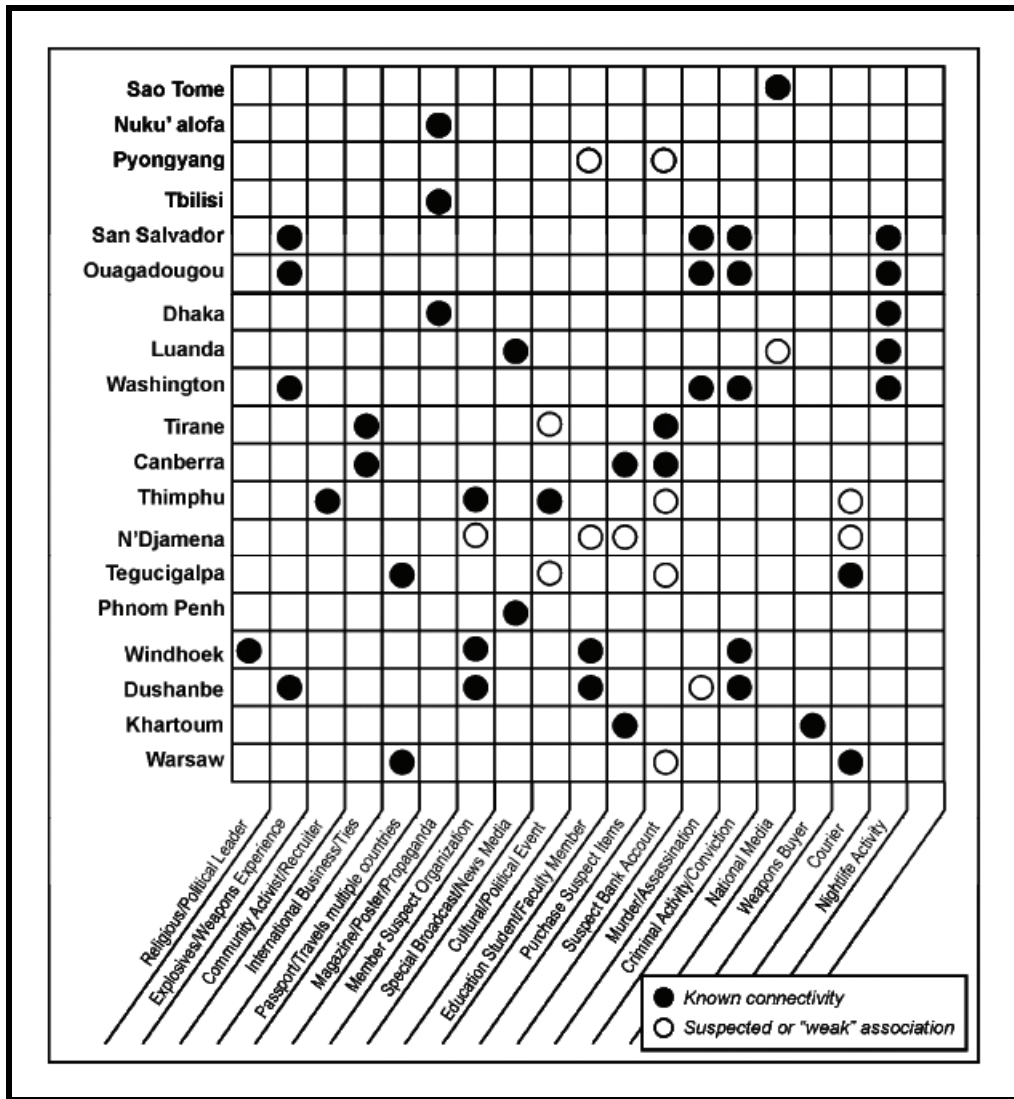 Sao Tome
Nuku' alofa
Pyongyang
Tbilisi
San Salvador
Ouagadougou
Dhaka
Luanda
Washington
Tirane
Canberra
Thimphu
N'Djamena
Tegucigalpa
Phnom Penh
Windhoek
Dushanbe
Khartoum
Warsaw
Religious/Political Leader
Explosives/Weapons Experience
Community Activist/Recruiter
International Business/Ties
Passport/Travels multiple countries
Magazine/Poster/Propaganda
Member Suspect Organization
Special Broadcast/News Media
Cultural/Political Event
Education Student/Faculty Member
Purchase Suspect Items
Suspect Bank Account
Murder/Assassination
Criminal Activity/Conviction
National Media
Weapons Buyer
Courier
Nightlife Activity
Known connectivity
Suspected or "weak" association